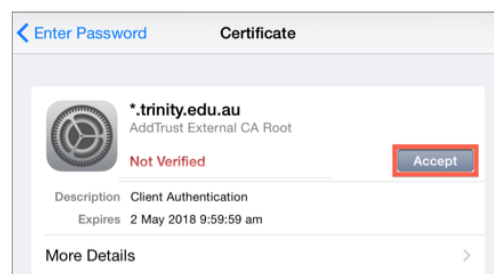 Enter Password Certificate
*.trinity.edu.au
AddTrust External CA Root
Not Verified Accept
Description Client Authentication
Expires 2 May 2018 9:59:59 am
More Details